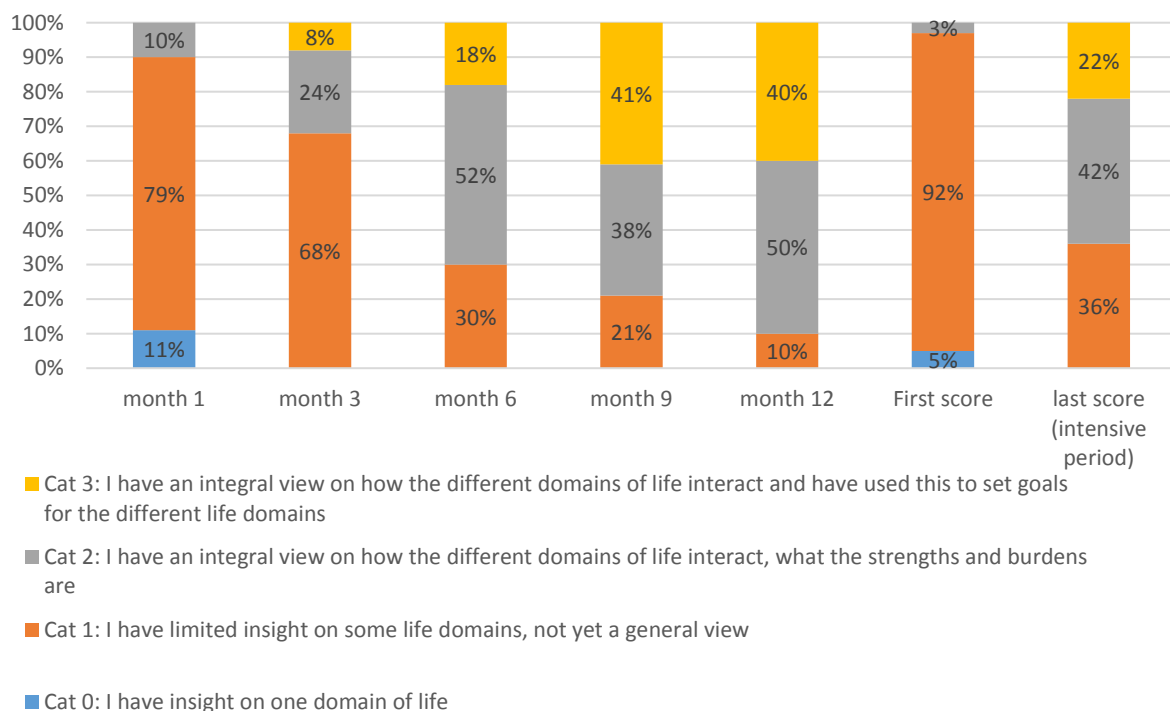 100%
90%
80%
70%
60%
50%
40%
30%
20%
10%
0%
10%
79%
11%
8%
24%
68%
18%
52%
30%
41%
38%
21%
40%
50%
10%
3%
92%
5%
22%
42%
36%
month 1
month 3
month 6
month 9
month 12
First score
last score
(intensive
period)
Cat 3: I have an integral view on how the different domains of life interact and have used this to set goals
for the different life domains
Cat 2: I have an integral view on how the different domains of life interact, what the strengths and burdens
are
Cat 1: I have limited insight on some life domains, not yet a general view
Cat 0: I have insight on one domain of life